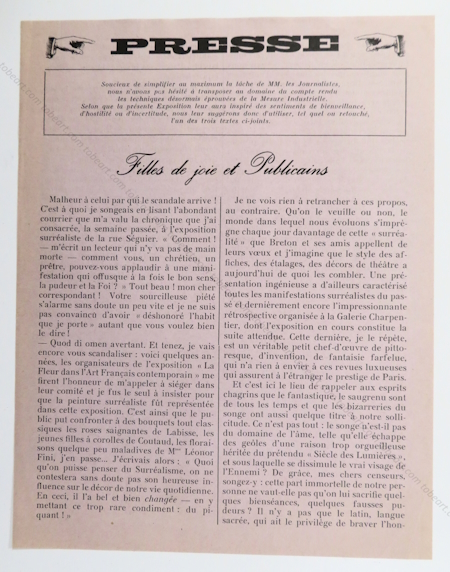 PRESSE
Soucieux de simplifier au maximum la tâche de MM. les Journalistes,
nous n'avons pas hésité à transposer au domaine du compte rendu
les techniques désormais éprouvées de la Mesure Industrielle.
Selon que la présente Exposition leur aura inspiré des sentiments de bienveillance,
d'hostilité ou d'incertitude, nous leur suggérons donc d'utiliser, tel quel ou retouché,
l'un des trois textes ci-joints.
Filles de joie et Publicains
Malheur à celui par qui le scandale arrive !
C'est à quoi je songeais en lisant l'abondant
courrier que m'a valu la chronique que j'ai
consacrée, la semaine passée, à l'exposition
surréaliste de la rue Séguier. « Comment !
— m'écrit un lecteur qui n'y va pas de main
morte — comment vous, un chrétien, un
prêtre, pouvez-vous applaudir à une mani-
festation qui offusque à la fois le bon sens,
la pudeur et la Foi ? » Tout beau ! mon cher
correspondant ! Votre sourcilleuse piété
s'alarme sans doute un peu vite et je ne suis
pas convaincu d'avoir « déshonoré l'habit
que je porte » autant que vous voulez bien
le dire !
— Quod di omen avertant. Et tenez, je vais
encore vous scandaliser : voici quelques an-
nées, les organisateurs de l'exposition « La
Fleur dans l'Art Français contemporain » me
firent l'honneur de m'appeler à siéger dans
leur comité et je fus le seul à insister pour
que la peinture surréaliste fût représentée
dans cette exposition. C'est ainsi que le pu-
blic put confronter à des bouquets tout clas-
siques les roses saignantes de Labisse, les
jeunes filles à corolles de Coutaud, les florai-
sons quelque peu maladives de Mme Léonor
Fini, j'en passe... J'écrivais alors : « Quoi
qu'on puisse penser du Surréalisme, on ne
contestera sans doute pas son heureuse in-
fluence sur le décor de notre vie quotidienne.
En ceci, il l'a bel et bien changée — en y
mettant ce trop rare condiment : du pi-
quant ! »
Je ne vois rien à retrancher à ces propos,
au contraire. Qu'on le veuille ou non, le
monde dans lequel nous évoluons s'impré-
gne chaque jour davantage de cette « surréa-
lité » que Breton et ses amis appellent de
leurs vœux et j'imagine que le style des af-
fiches, des étalages, des décors de théâtre a
aujourd'hui de quoi les combler. Une pré-
sentation ingénieuse a d'ailleurs caractérisé
toutes les manifestations surréalistes du pas-
sé et dernièrement encore l'impressionnante
rétrospective organisée à la Galerie Charpen-
tier, dont l'exposition en cours constitue la
suite attendue. Cette dernière, je le répète,
est un véritable petit chef-d'œuvre de pitto-
resque, d'invention, de fantaisie farfelue,
qui n'a rien à envier à ces revues luxueuses
qui assurent à l'étranger le prestige de Paris.
Et c'est ici le lieu de rappeler aux esprits
chagrins que le fantastique, le saugrenu sont
de tous les temps et que les bizarreries du
songe ont aussi quelque titre à notre solli-
citude. Ce n'est pas tout : le songe n'est-il pas
du domaine de l'âme, telle qu'elle échappe
des geôles d'une raison trop orgueilleuse
héritée du prétendu « Siècle des Lumières »,
et sous laquelle se dissimule le vrai visage de
l'Ennemi ? De grâce, mes chers censeurs,
songez-y : cette part immortelle de notre per-
sonne ne vaut-elle pas qu'on lui sacrifie quel-
ques bienséances, quelques fausses pu-
deurs ? Il n'y a pas que le latin, langue
sacrée, qui ait le privilège de braver l'hon-